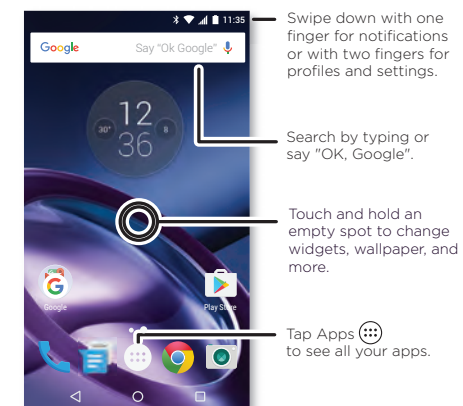 11:35
Swipe down with one
finger for notifications
or with two fingers for
profiles and settings.
Google
Say "Ok Google"
12
36
30°
8
Search by typing or
say "OK, Google".
Touch and hold an
empty spot to change
widgets, wallpaper, and
more.
Google
Play Store
Tap Apps
to see all your apps.